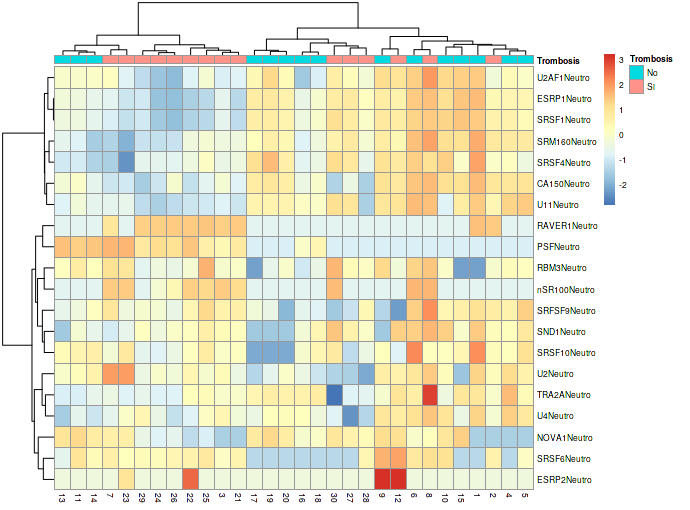 Trombosis
3
2
1
0
-1
-2
Trombosis
No
Si
U2AF1Neutro
ESRP1Neutro
SRSF1Neutro
SRM160Neutro
SRSF4Neutro
CA150Neutro
U11Neutro
RAVER1Neutro
PSFNeutro
RBM3Neutro
nSR100Neutro
SRFSF9Neutro
SND1Neutro
SRSF10Neutro
U2Neutro
TRA2ANeutro
U4Neutro
NOVA1Neutro
SRSF6Neutro
ESRP2Neutro
13 11 14 7 23 29 24 26 22 25 3 21 17 19 20 16 18 30 27 28 9 12 6 8 10 15 1 2 4 5